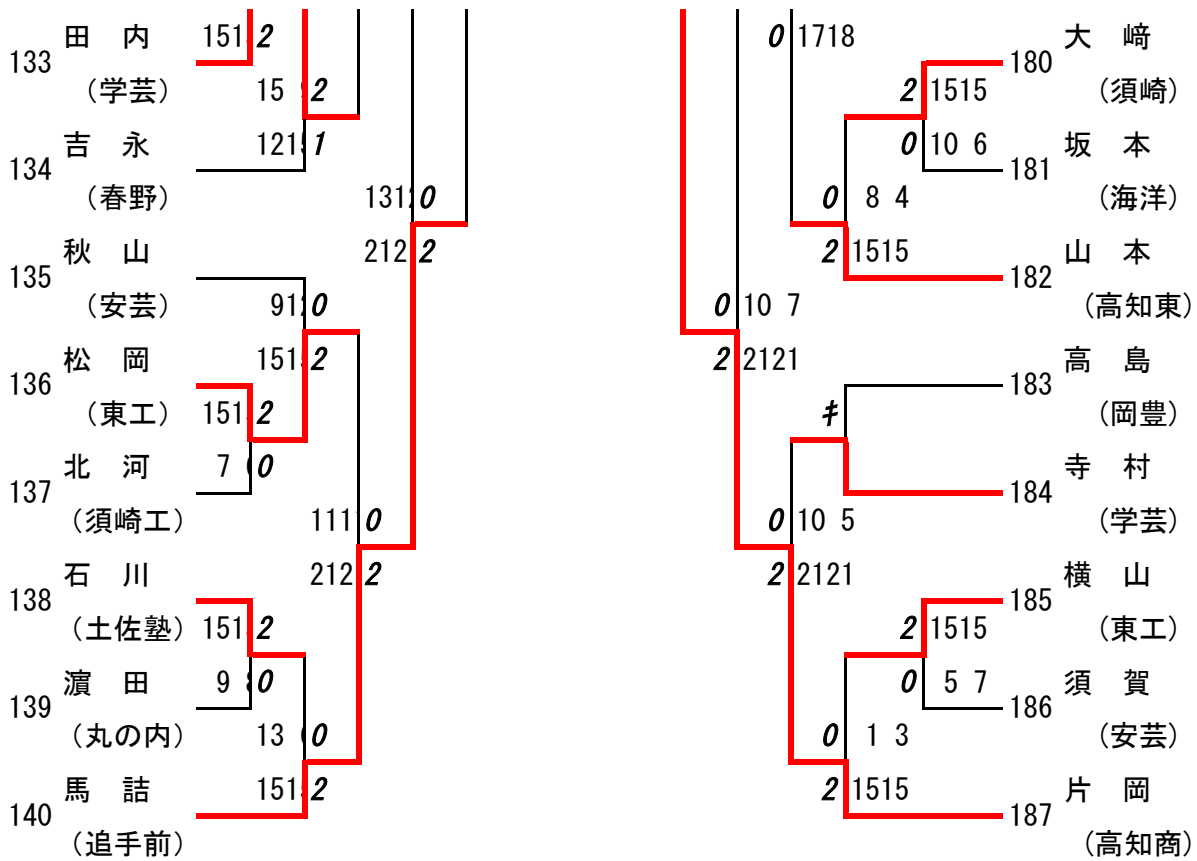 田 内 151 2
133
(学芸) 15 2
吉 永 121 1
134
(春野) 131 0
秋 山 212 2
135
(安芸) 91 0
松 岡 151 2
136
(東工) 151 2
北 河 7 0
137
(須崎工) 111 0
石 川 212 2
138
(土佐塾) 151 2
濵 田 9 0
139
(丸の内) 13 0
馬 詰 151 2
140
(追手前)
0 1718 大 﨑
180
2 1515 (須崎)
0 10 6 坂 本
181
0 8 4 (海洋)
2 1515 山 本
182
0 10 7 (高知東)
2 2121 高 島
183
キ (岡豊)
寺 村
184
0 10 5 (学芸)
2 2121 横 山
185
2 1515 (東工)
0 5 7 須 賀
186
0 1 3 (安芸)
2 1515 片 岡
187
(高知商)